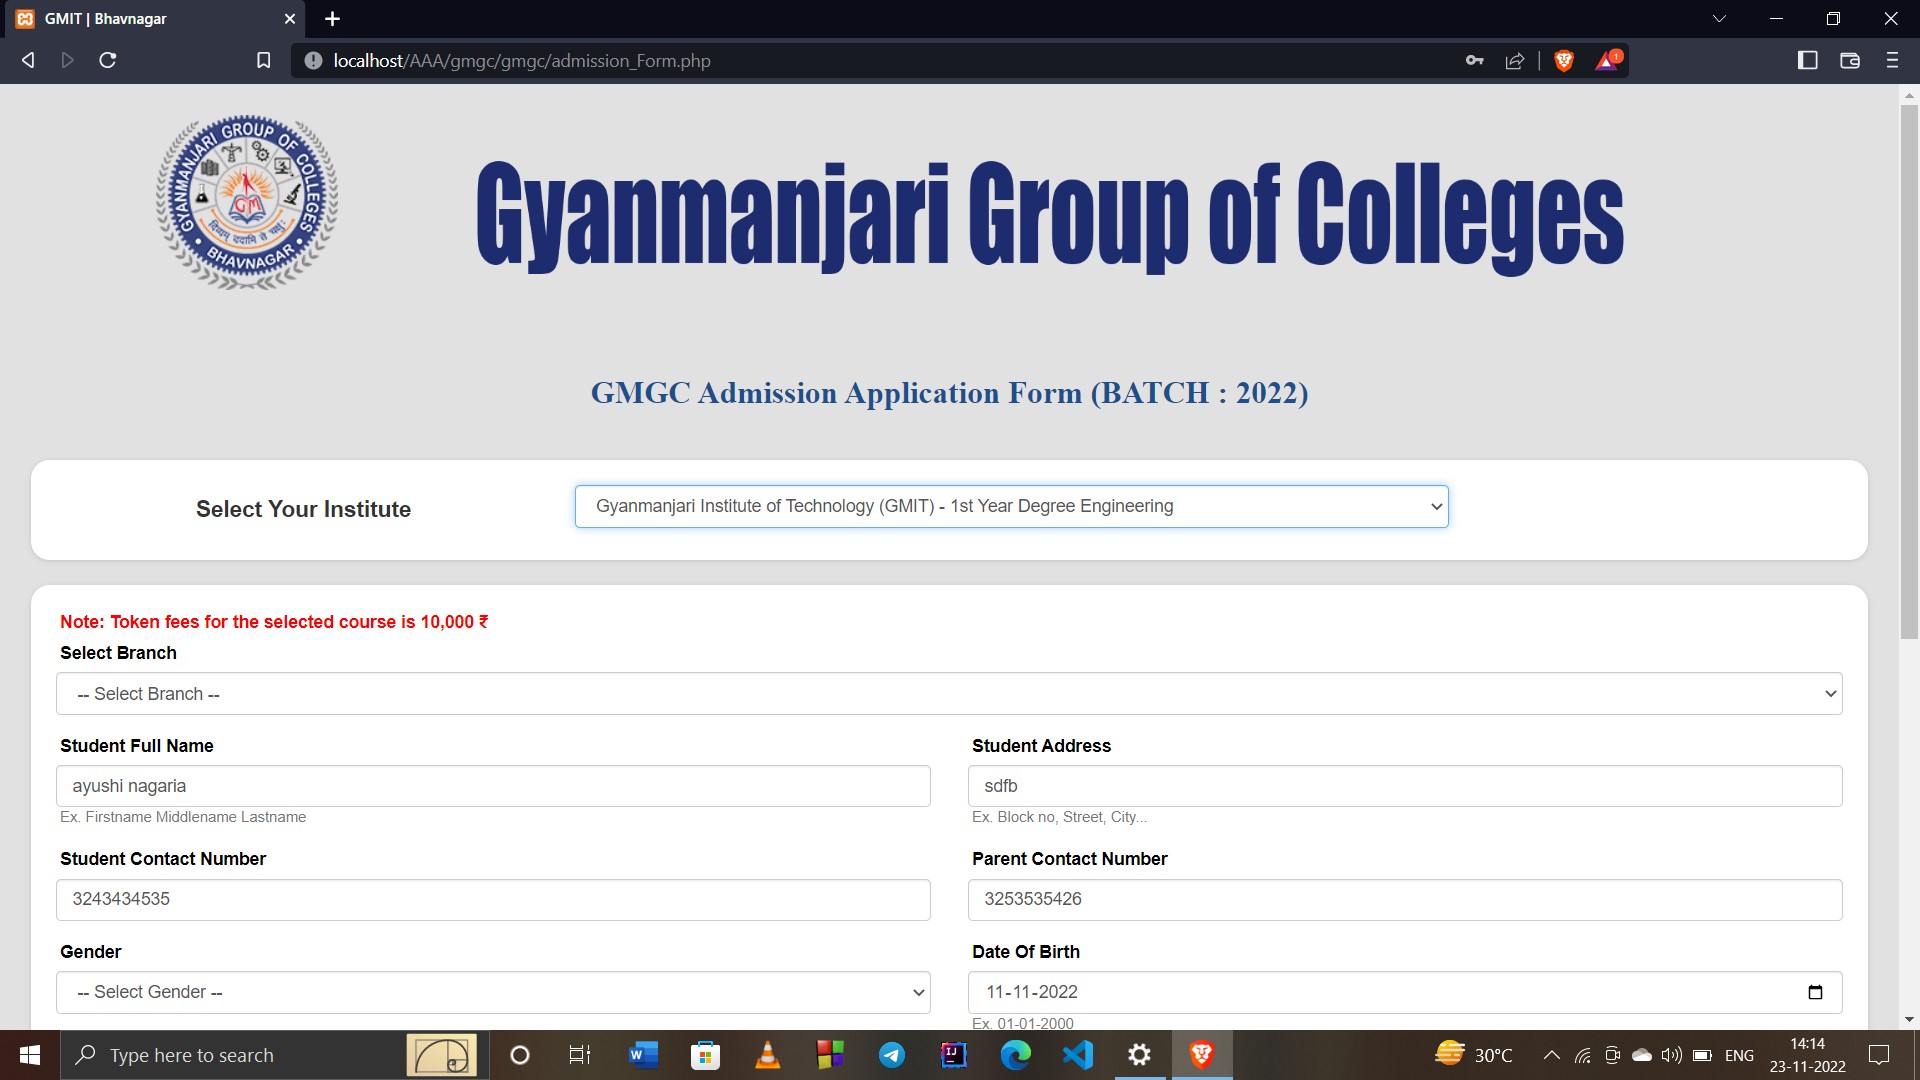 GMIT | Bhavnagar
localhost/AAA/gmgc/gmgc/admission_Form.php
1
GYANMANJARI GROUP OF COLLEGES
GM
• BHAVNAGAR •
Gyanmanjari Group of Colleges
GMGC Admission Application Form (BATCH : 2022)
Select Your Institute
Gyanmanjari Institute of Technology (GMIT) - 1st Year Degree Engineering
Note: Token fees for the selected course is 10,000 ₹
Select Branch
-- Select Branch --
Student Full Name
Student Address
ayushi nagaria
sdfb
Ex. Firstname Middlename Lastname
Ex. Block no, Street, City...
Student Contact Number
Parent Contact Number
3243434535
3253535426
Gender
Date Of Birth
-- Select Gender --
11-11-2022
Ex. 01-01-2000
Type here to search
30°C
ENG
14:14
23-11-2022